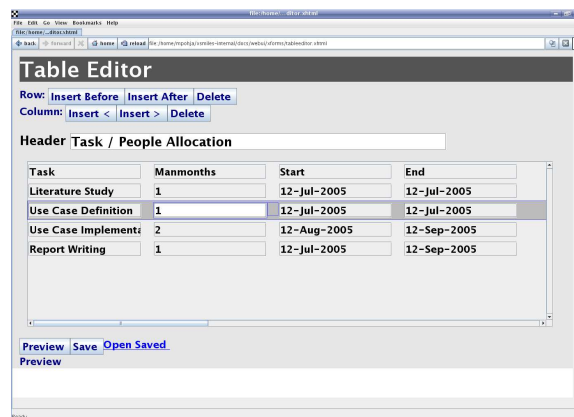 file:/home/...ditor.xhtml
File Edit Go View Bookmarks Help
file:/home/...ditor.xhtml
back forward home reload file:/home/mpohja/xsmiles-internal/docs/webui/xforms/tableeditor.xhtml
Table Editor
Row: Insert Before Insert After Delete
Column: Insert < Insert > Delete
Header Task / People Allocation
Task Manmonths Start End
Literature Study 1 12-Jul-2005 12-Jul-2005
Use Case Definition 1 12-Jul-2005 12-Jul-2005
Use Case Implementa 2 12-Aug-2005 12-Sep-2005
Report Writing 1 12-Jul-2005 12-Sep-2005
Preview Save Open Saved
Preview
Ready